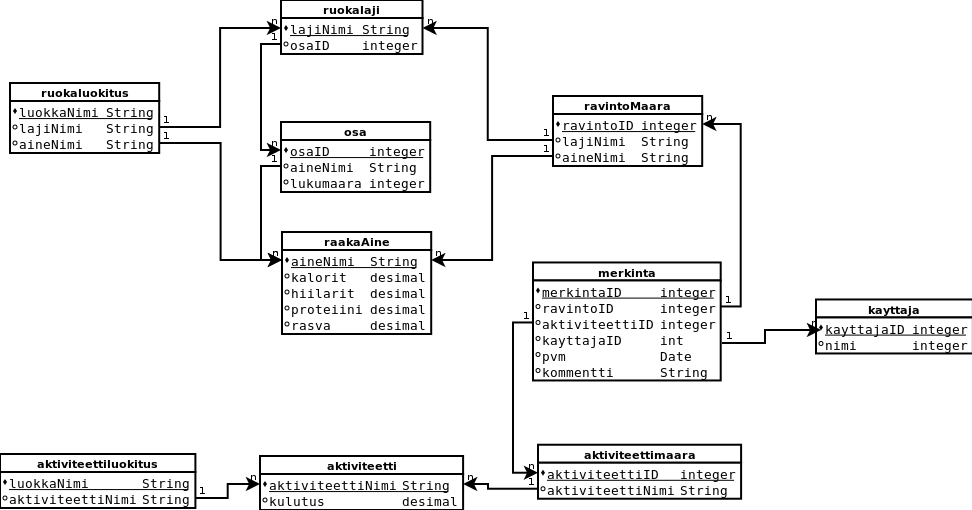 ruokalaji
lajiNimi String
osaID integer
ruokaluokitus
luokkaNimi String
lajiNimi String
aineNimi String
osa
osaID integer
aineNimi String
lukumaara integer
ravintoMaara
ravintoID integer
lajiNimi String
aineNimi String
raakaAine
aineNimi String
kalorit desimal
hiilarit desimal
proteiini desimal
rasva desimal
merkinta
merkintaID integer
ravintoID integer
aktiviteettiID integer
kayttajaID int
pvm Date
kommentti String
kayttaja
kayttajaID integer
nimi integer
aktiviteettiluokitus
luokkaNimi String
aktiviteettiNimi String
aktiviteetti
aktiviteettiNimi String
kulutus desimal
aktiviteettimaara
aktiviteettiID integer
aktiviteettiNimi String
n
1
n
1
1
n
1
n
1
1
n
n
n
1
1
1
n
n
1
n
n
1